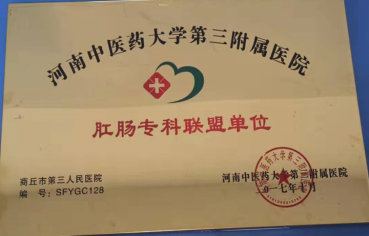 河南中医药大学第三附属医院
肛肠专科联盟单位
商丘市第三人民医院
编 号：SFYGC128
河南中医药大学第三附属医院
二〇一七年七月